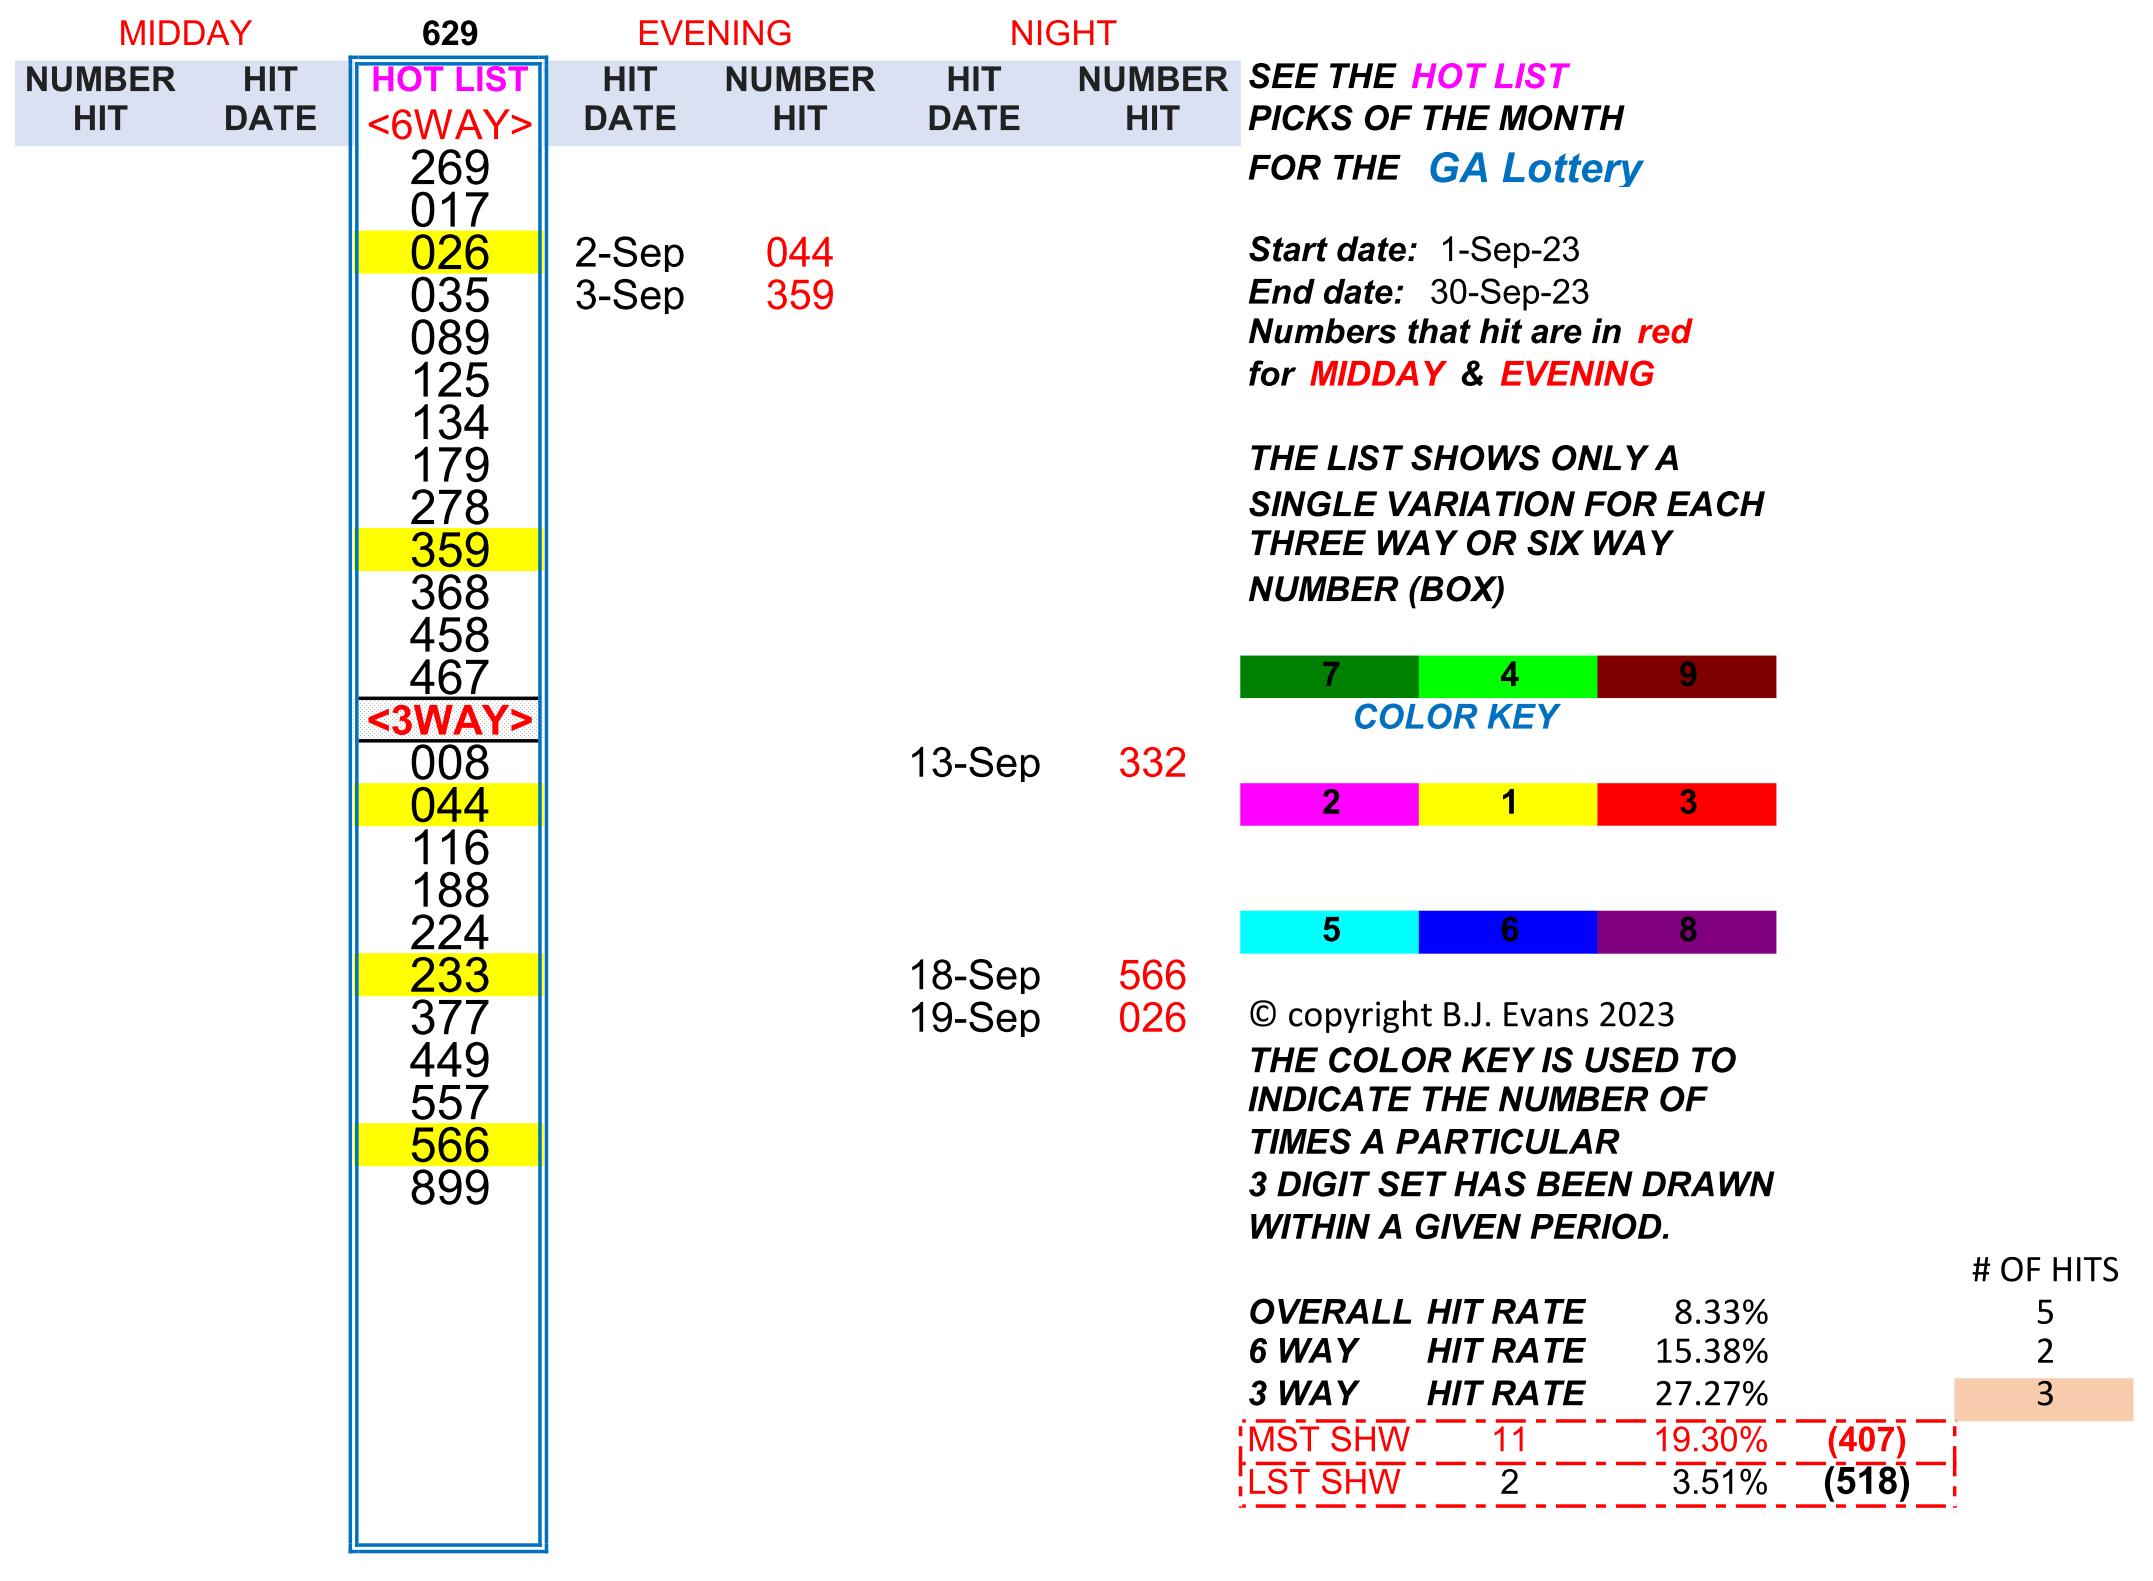 MIDDAY 629 EVENING NIGHT
NUMBER HIT HOT LIST HIT NUMBER HIT NUMBER
HIT DATE <6WAY> DATE HIT DATE HIT
SEE THE HOT LIST
PICKS OF THE MONTH
269 FOR THE GA Lottery
017
026 2-Sep 044 Start date: 1-Sep-23
035 3-Sep 359 End date: 30-Sep-23
089 Numbers that hit are in red
125 for MIDDAY & EVENING
134
179 THE LIST SHOWS ONLY A
278 SINGLE VARIATION FOR EACH
359 THREE WAY OR SIX WAY
368 NUMBER (BOX)
458
467 7 4 9
<3WAY> COLOR KEY
008 13-Sep 332
044 2 1 3
116
188
224 5 6 8
233 18-Sep 566
377 19-Sep 026 © copyright B.J. Evans 2023
449 THE COLOR KEY IS USED TO
557 INDICATE THE NUMBER OF
566 TIMES A PARTICULAR
899 3 DIGIT SET HAS BEEN DRAWN
WITHIN A GIVEN PERIOD.
# OF HITS
OVERALL HIT RATE 8.33% 5
6 WAY HIT RATE 15.38% 2
3 WAY HIT RATE 27.27% 3
MST SHW 11 19.30% (407)
LST SHW 2 3.51% (518)